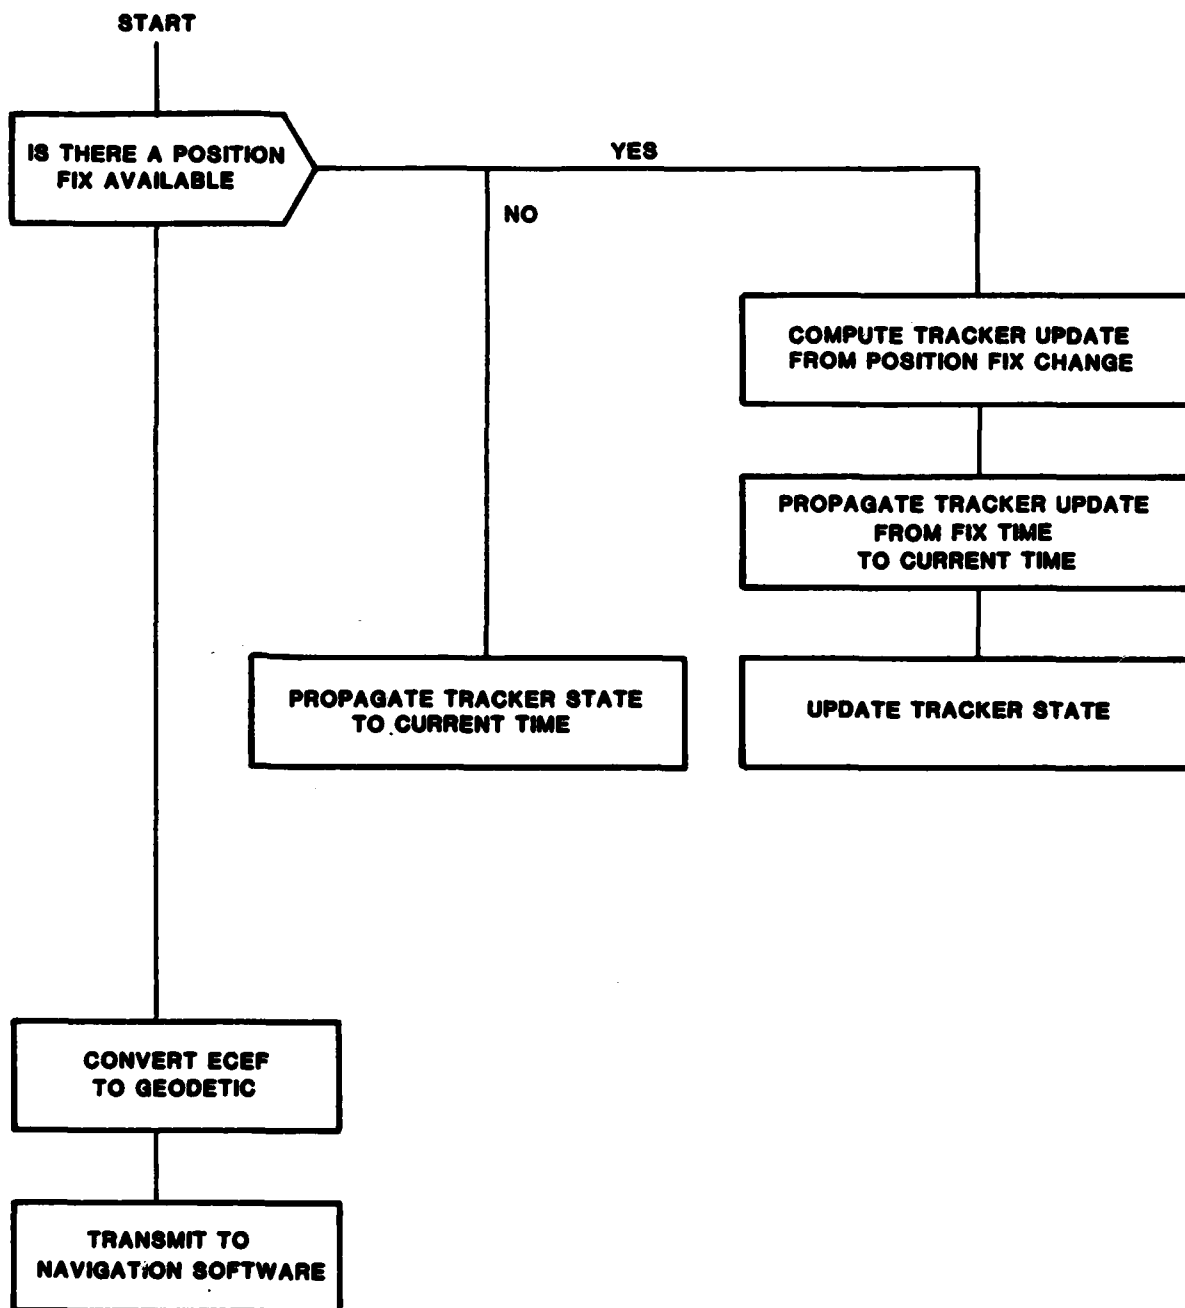 START
IS THERE A POSITION
FIX AVAILABLE
YES
NO
COMPUTE TRACKER UPDATE
FROM POSITION FIX CHANGE
PROPAGATE TRACKER UPDATE
FROM FIX TIME
TO CURRENT TIME
PROPAGATE TRACKER STATE
TO CURRENT TIME
UPDATE TRACKER STATE
CONVERT ECEF
TO GEODETIC
TRANSMIT TO
NAVIGATION SOFTWARE